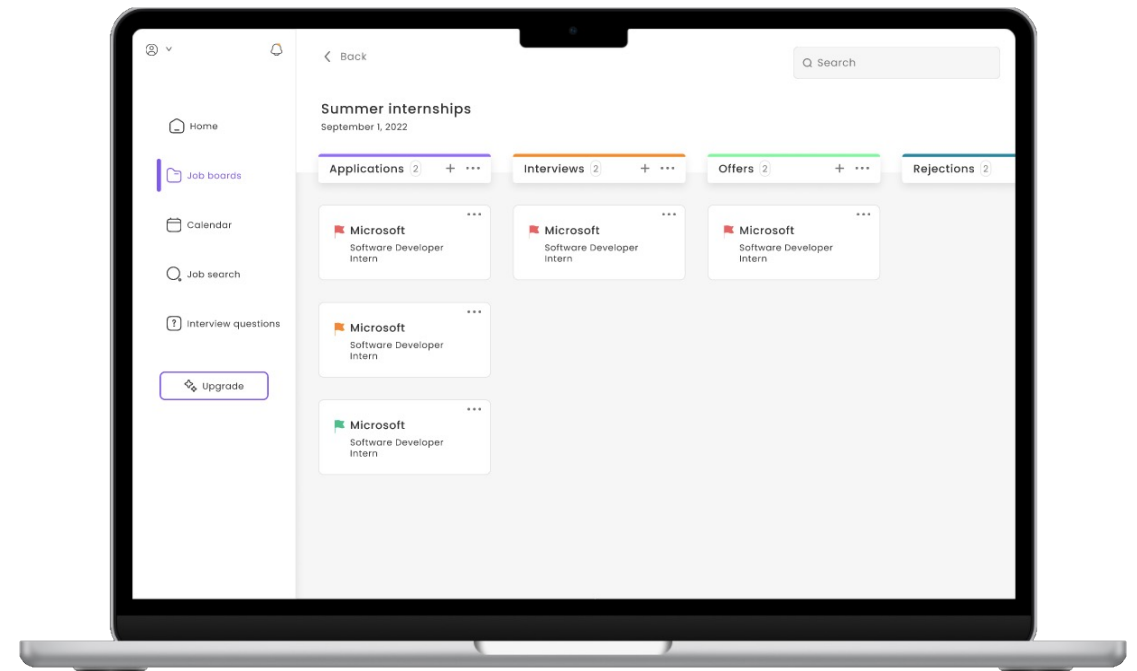 Back
Search
Summer internships
September 1, 2022
Home
Job boards
Calendar
Job search
Interview questions
Upgrade
Applications 2
Interviews 2
Offers 2
Rejections 2
Microsoft
Software Developer
Intern
Microsoft
Software Developer
Intern
Microsoft
Software Developer
Intern
Microsoft
Software Developer
Intern
Microsoft
Software Developer
Intern